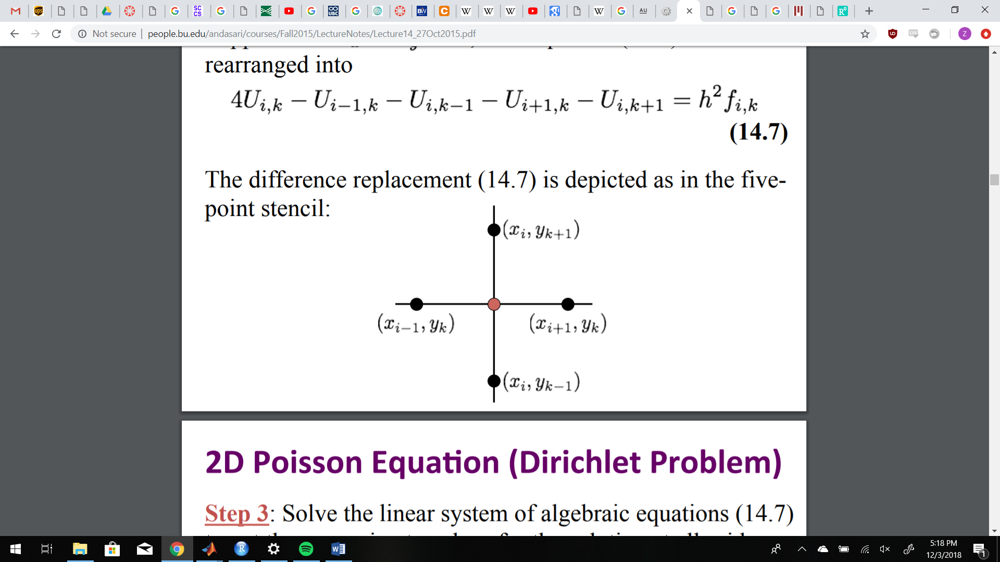 Not secure | people.bu.edu/andasari/courses/Fall2015/LectureNotes/Lecture14_27Oct2015.pdf
rearranged into
4U_{i,k} − U_{i−1,k} − U_{i,k−1} − U_{i+1,k} − U_{i,k+1} = h² f_{i,k}
(14.7)
The difference replacement (14.7) is depicted as in the five-
point stencil:
(x_i, y_{k+1})
(x_{i−1}, y_k) (x_{i+1}, y_k)
(x_i, y_{k−1})
2D Poisson Equation (Dirichlet Problem)
Step 3: Solve the linear system of algebraic equations (14.7)
5:18 PM
12/3/2018